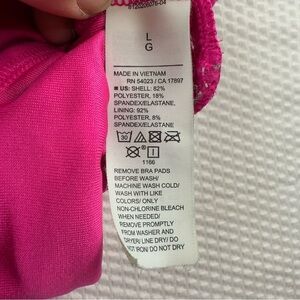 L
G
MADE IN VIETNAM
RN 54023 / CA 17897
■ US: SHELL: 82%
POLYESTER, 18%
SPANDEX/ELASTANE,
LINING: 92%
POLYESTER, 8%
SPANDEX/ELASTANE
30
1166
REMOVE BRA PADS
BEFORE WASH/
MACHINE WASH COLD/
WASH WITH LIKE
COLORS/ ONLY
NON-CHLORINE BLEACH
WHEN NEEDED/
REMOVE PROMPTLY
FROM WASHER AND
DRYER/ LINE DRY/ DO
NOT IRON/ DO NOT DRY